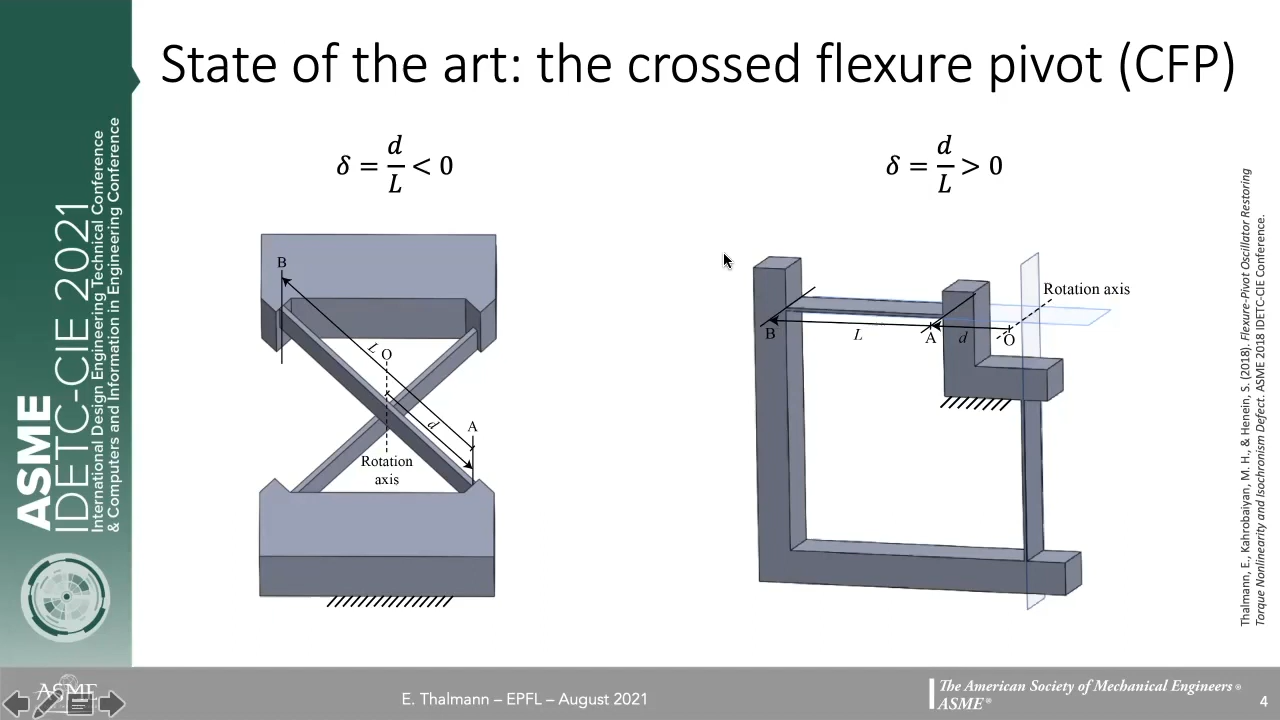 State of the art: the crossed flexure pivot (CFP)
δ = d/L < 0
δ = d/L > 0
B
L
O
d
A
Rotation
axis
Rotation axis
B
L
A
d
O
Thalmann, E., Kahrobaiyan, M. H., & Henein, S. (2018). Flexure-Pivot Oscillator Restoring
Torque Nonlinearity and Isochronism Defect. ASME 2018 IDETC-CIE Conference.
ASME
IDETC-CIE 2021
International Design Engineering Technical Conference
& Computers and Information in Engineering Conference
ASME
E. Thalmann – EPFL – August 2021
The American Society of Mechanical Engineers ®
ASME®
4